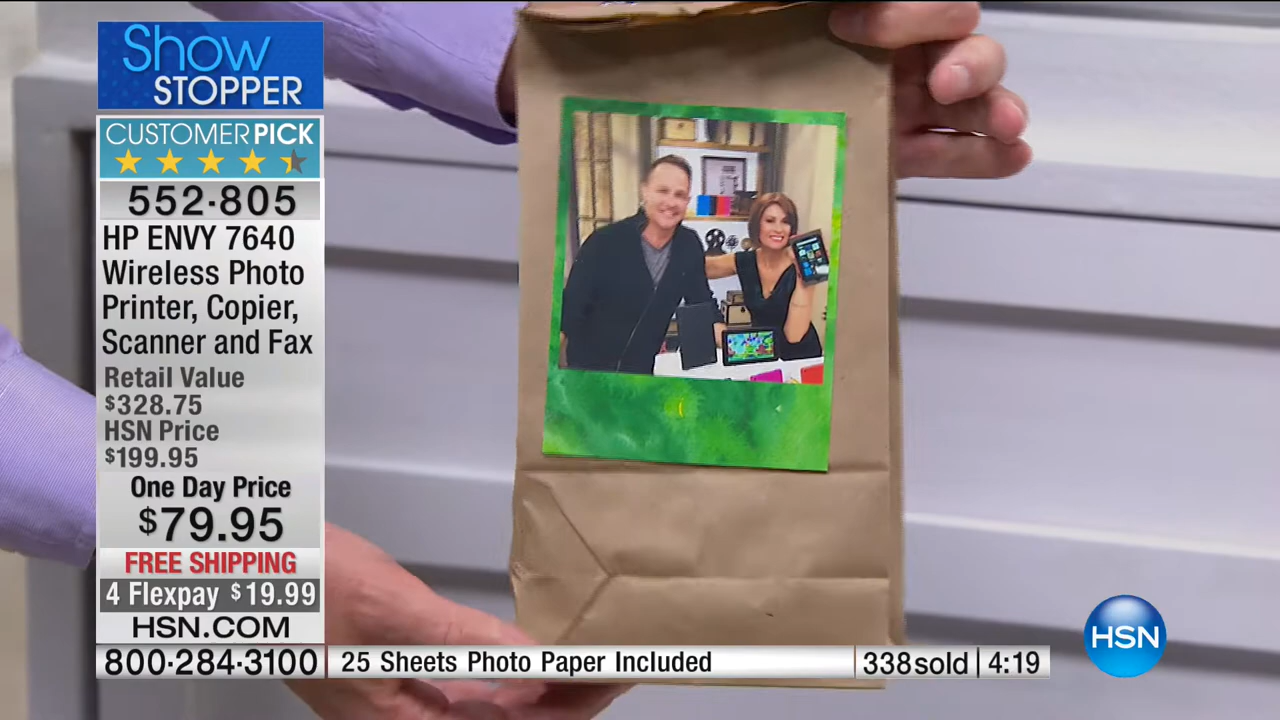 Show
STOPPER
CUSTOMER PICK
552-805
HP ENVY 7640
Wireless Photo
Printer, Copier,
Scanner and Fax
Retail Value
$328.75
HSN Price
$199.95
One Day Price
$79.95
FREE SHIPPING
4 Flexpay $19.99
HSN.COM
800-284-3100
25 Sheets Photo Paper Included
338 sold
4:19
HSN